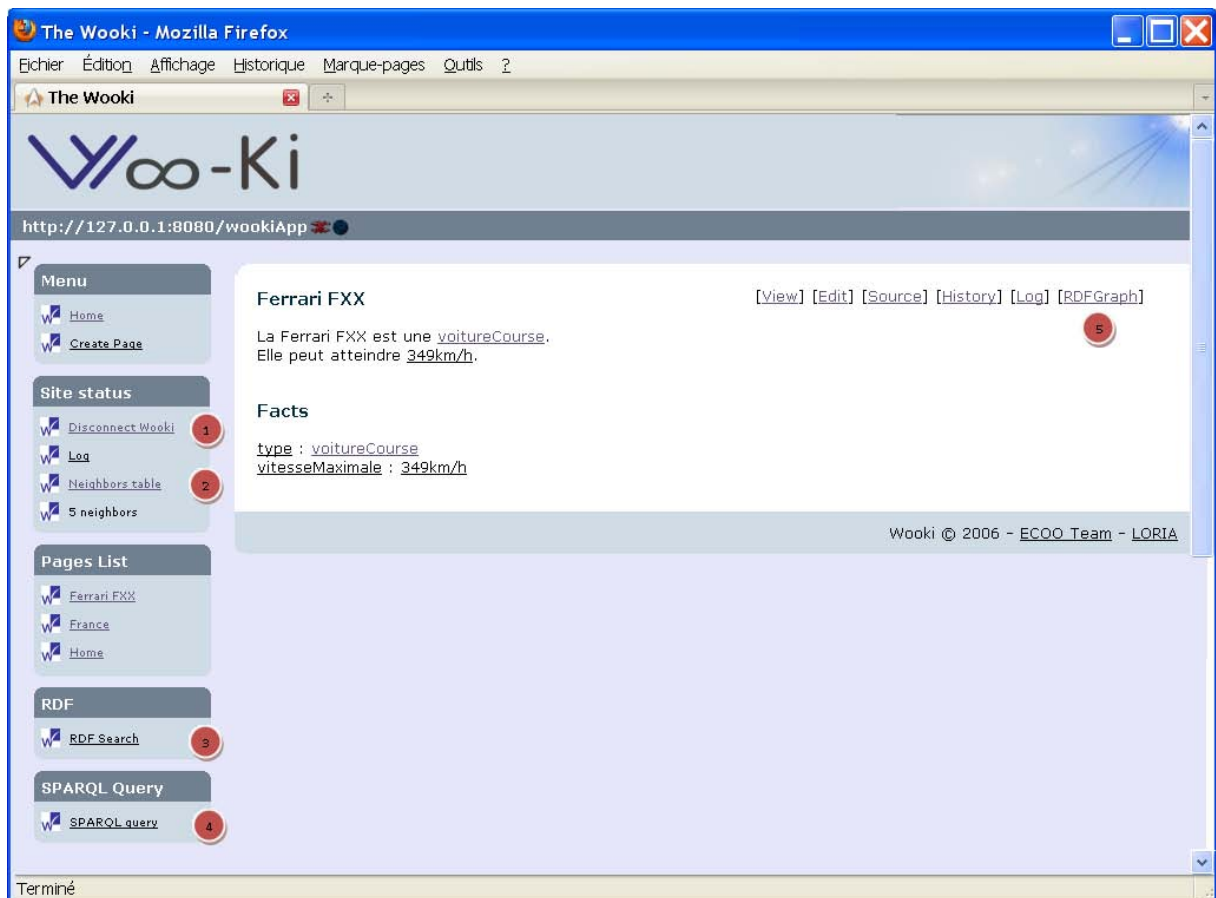 The Wooki - Mozilla Firefox
Fichier Édition Affichage Historique Marque-pages Outils ?
The Wooki
Woo-Ki
http://127.0.0.1:8080/wookiApp
Menu
Home
Create Page
Site status
Disconnect Wooki 1
Log
Neighbors table 2
5 neighbors
Pages List
Ferrari FXX
France
Home
RDF
RDF Search 3
SPARQL Query
SPARQL query 4
Ferrari FXX
[View] [Edit] [Source] [History] [Log] [RDFGraph]
5
La Ferrari FXX est une voitureCourse.
Elle peut atteindre 349km/h.
Facts
type : voitureCourse
vitesseMaximale : 349km/h
Wooki © 2006 - ECOO Team - LORIA
Terminé